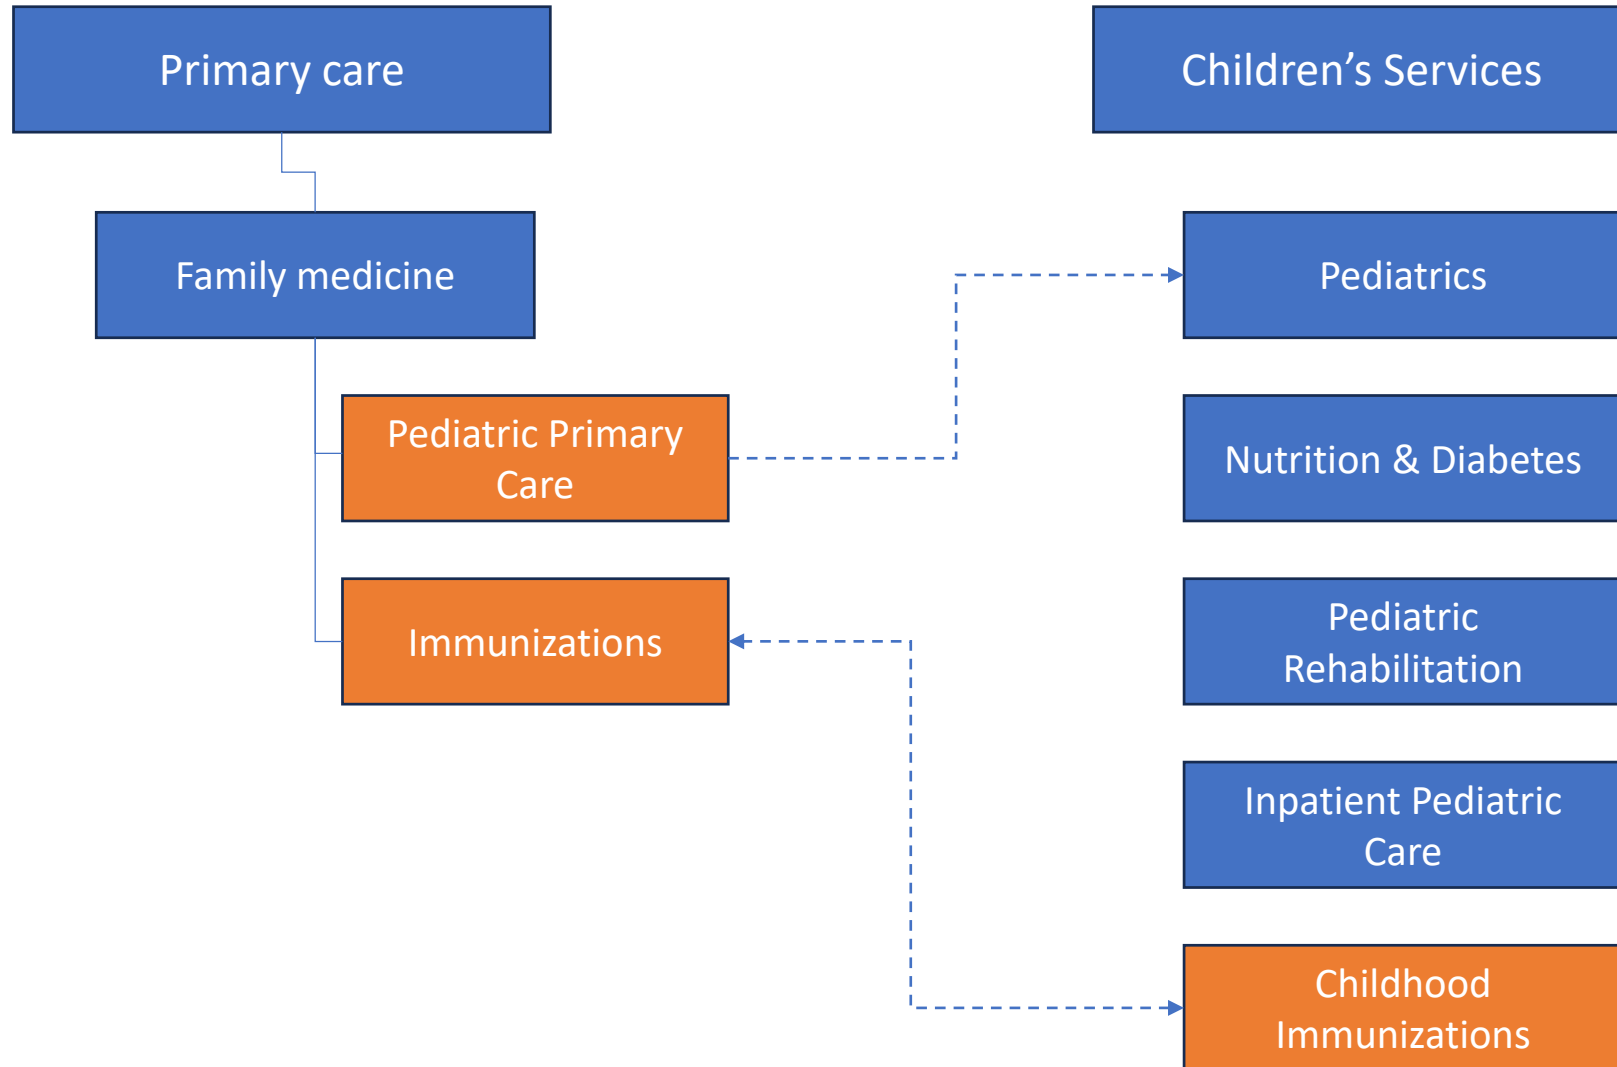 Primary care
Children’s Services
Family medicine
Pediatrics
Pediatric Primary
Care
Nutrition & Diabetes
Immunizations
Pediatric
Rehabilitation
Inpatient Pediatric
Care
Childhood
Immunizations